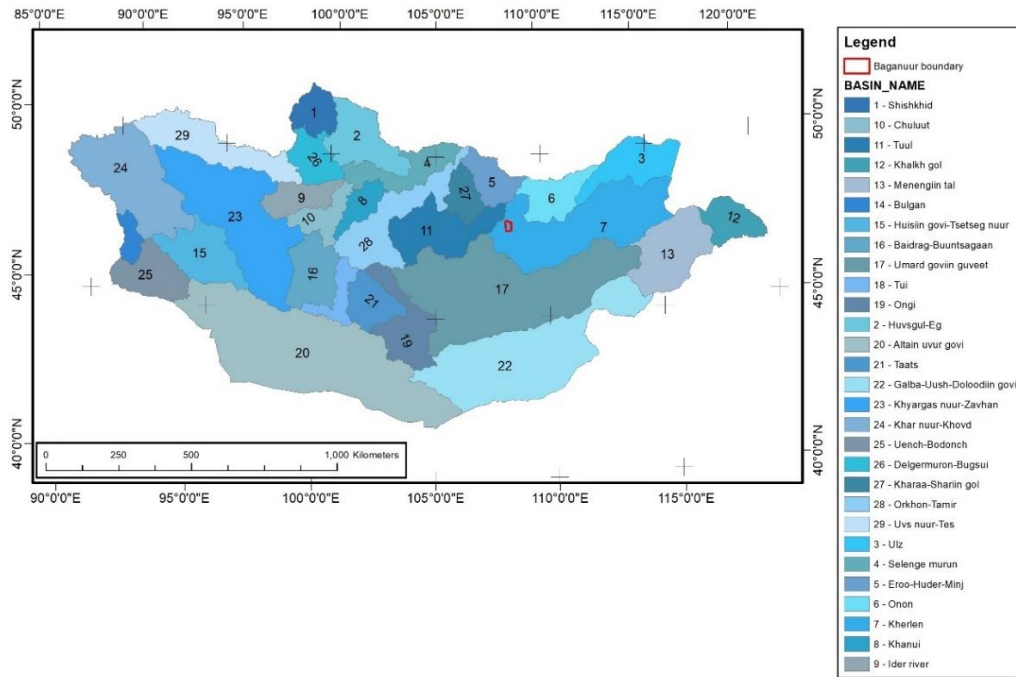 85°0'0"E 90°0'0"E 95°0'0"E 100°0'0"E 105°0'0"E 110°0'0"E 115°0'0"E 120°0'0"E
50°0'0"N
45°0'0"N
40°0'0"N
1
2
29
26
4
3
24
5
27
9
8
6
10
23
7
12
11
28
15
13
25
16
17
21
19
20
22
0 250 500 1,000 Kilometers
50°0'0"N
45°0'0"N
40°0'0"N
90°0'0"E 95°0'0"E 100°0'0"E 105°0'0"E 110°0'0"E 115°0'0"E
Legend
Baganuur boundary
BASIN_NAME
1 - Shishkhid
10 - Chuluut
11 - Tuul
12 - Khalkh gol
13 - Menengiin tal
14 - Bulgan
15 - Huisiin govi-Tsetseg nuur
16 - Baidrag-Buuntsagaan
17 - Umard goviin guveet
18 - Tui
19 - Ongi
2 - Huvsgul-Eg
20 - Altain uvur govi
21 - Taats
22 - Galba-Uush-Doloodiin govi
23 - Khyargas nuur-Zavhan
24 - Khar nuur-Khovd
25 - Uench-Bodonch
26 - Delgermuron-Bugsui
27 - Kharaa-Shariin gol
28 - Orkhon-Tamir
29 - Uvs nuur-Tes
3 - Ulz
4 - Selenge murun
5 - Eroo-Huder-Minj
6 - Onon
7 - Kherlen
8 - Khanui
9 - Ider river